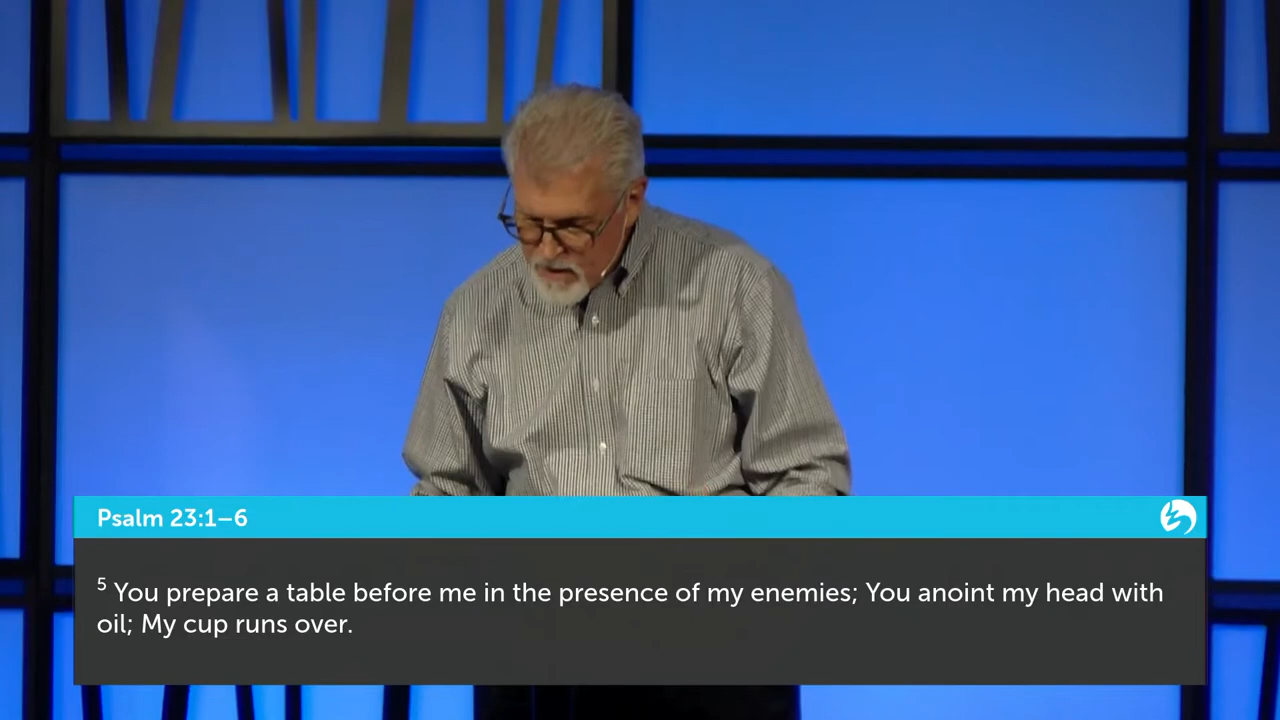 Psalm 23:1–6
5 You prepare a table before me in the presence of my enemies; You anoint my head with
oil; My cup runs over.